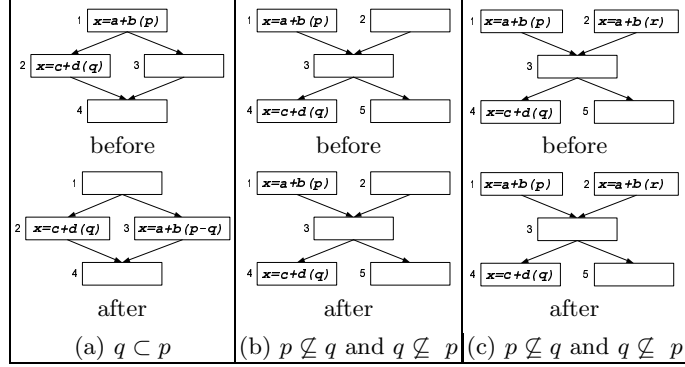 1 x=a+b(p)
2 x=c+d(q) 3
4
before
1
2 x=c+d(q) 3 x=a+b(p-q)
4
after
(a) q ⊂ p
1 x=a+b(p) 2
3
4 x=c+d(q) 5
before
1 x=a+b(p) 2
3
4 x=c+d(q) 5
after
(b) p ⊈ q and q ⊈ p
1 x=a+b(p) 2 x=a+b(r)
3
4 x=c+d(q) 5
before
1 x=a+b(p) 2 x=a+b(r)
3
4 x=c+d(q) 5
after
(c) p ⊈ q and q ⊈ p